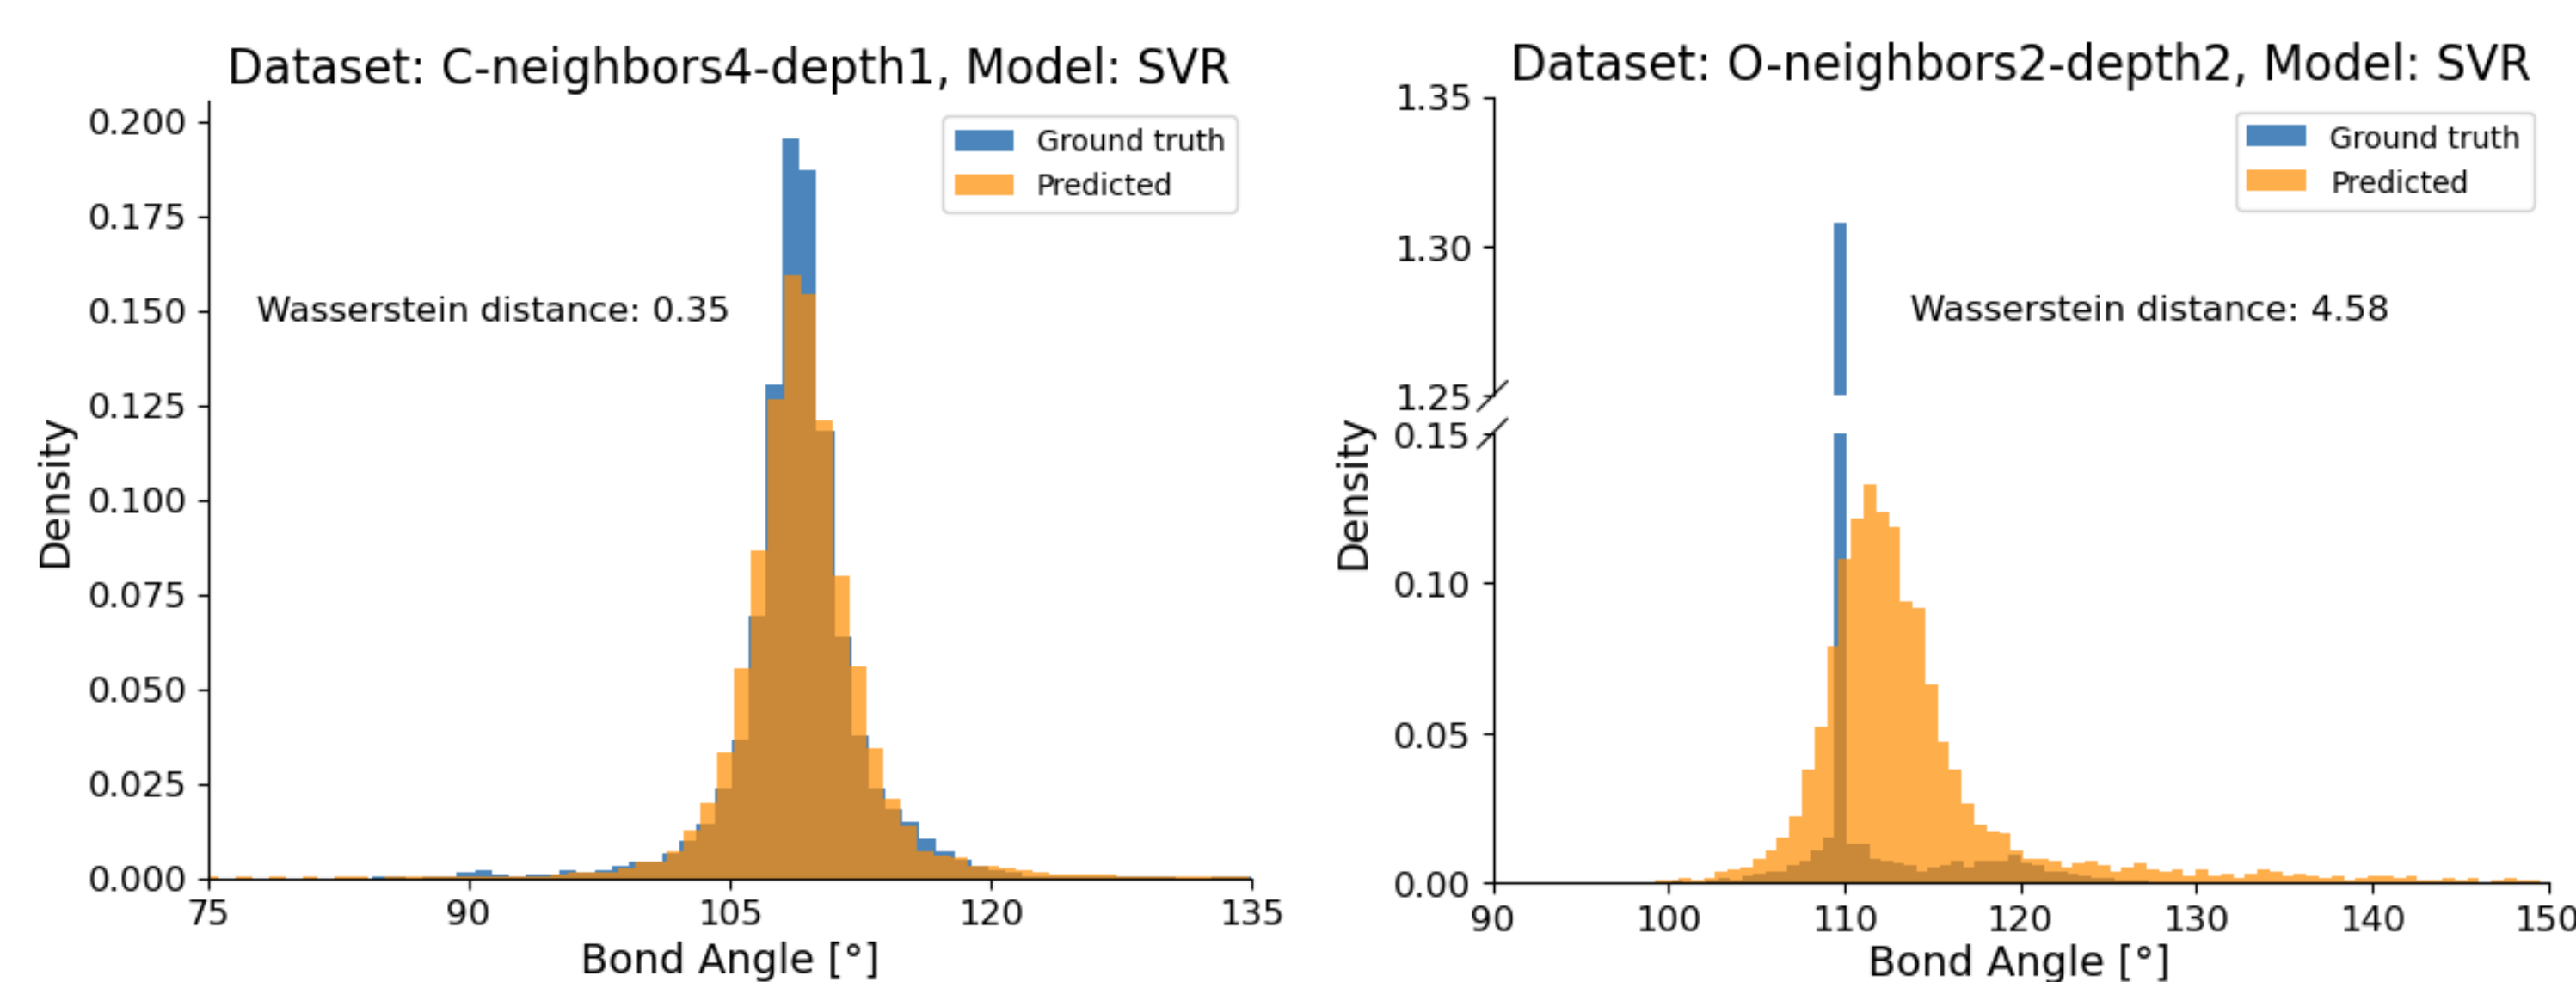 Dataset: C-neighbors4-depth1, Model: SVR
0.200
0.175
0.150
0.125
0.100
0.075
0.050
0.025
0.000
Density
Ground truth
Predicted
Wasserstein distance: 0.35
75 90 105 120 135
Bond Angle [°]
Dataset: O-neighbors2-depth2, Model: SVR
1.35
1.30
1.25
0.15
0.10
0.05
0.00
Density
Ground truth
Predicted
Wasserstein distance: 4.58
90 100 110 120 130 140 150
Bond Angle [°]